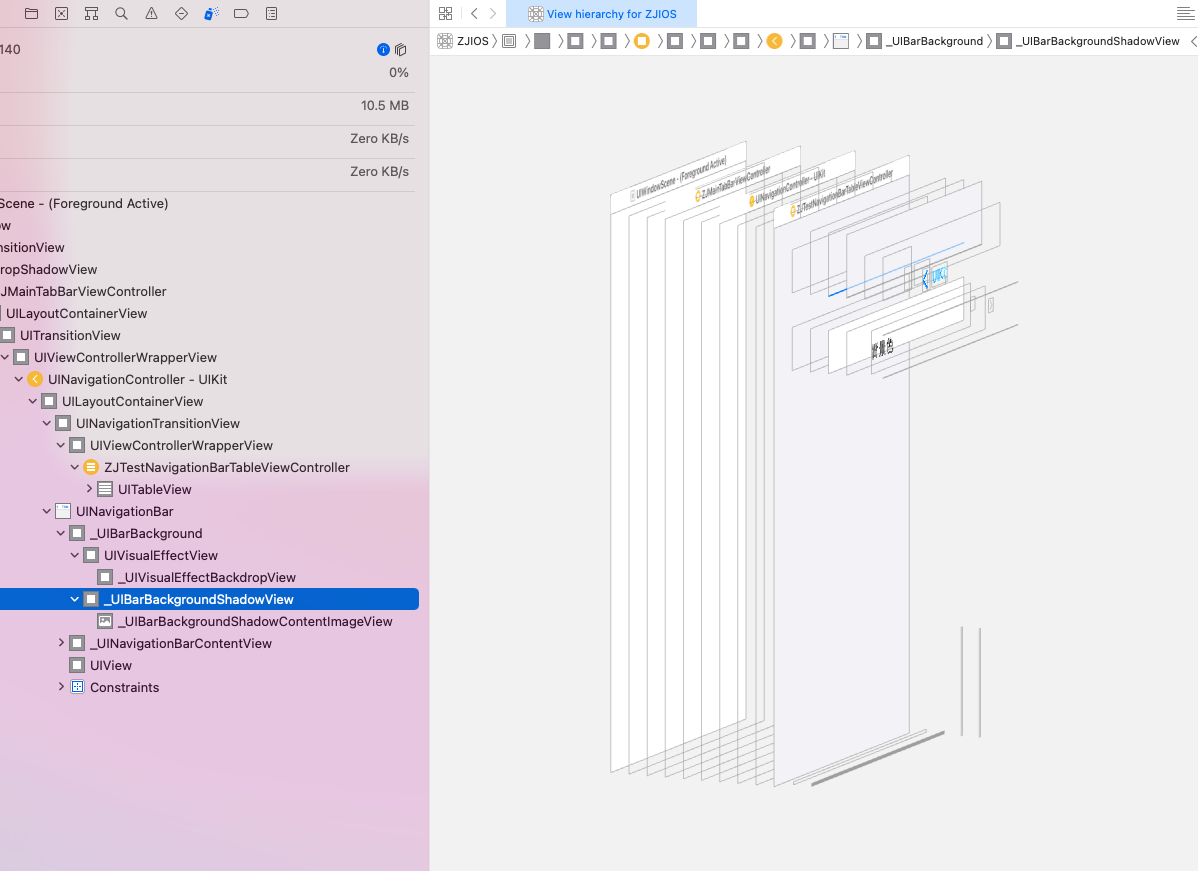 View hierarchy for ZJIOS
ZJIOS
_UIBarBackground
_UIBarBackgroundShadowView
140
0%
10.5 MB
Zero KB/s
Zero KB/s
Scene - (Foreground Active)
ow
nsitionView
ropShadowView
JMainTabBarViewController
UILayoutContainerView
UITransitionView
UIViewControllerWrapperView
UINavigationController - UIKit
UILayoutContainerView
UINavigationTransitionView
UIViewControllerWrapperView
ZJTestNavigationBarTableViewController
UITableView
UINavigationBar
_UIBarBackground
UIVisualEffectView
_UIVisualEffectBackdropView
_UIBarBackgroundShadowView
_UIBarBackgroundShadowContentImageView
_UINavigationBarContentView
UIView
Constraints
UIWindowScene - (Foreground Active)
ZJMainTabBarViewController
UINavigationController - UIKit
ZJTestNavigationBarTableViewController
背景色